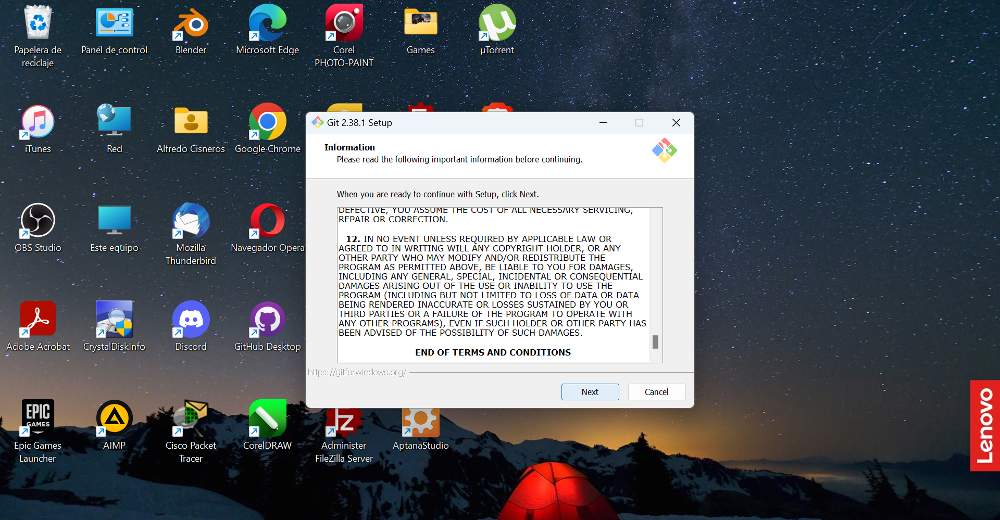 Papelera de
reciclaje
Panel de control
Blender
Microsoft Edge
Corel
PHOTO-PAINT
Games
µTorrent
iTunes
Red
Alfredo Cisneros
Google Chrome
OBS Studio
Este equipo
Mozilla
Thunderbird
Navegador Opera
Adobe Acrobat
CrystalDiskInfo
Discord
GitHub Desktop
EPIC
GAMES
Epic Games
Launcher
AIMP
Cisco Packet
Tracer
CorelDRAW
FZ
Administer
FileZilla Server
AptanaStudio
Git 2.38.1 Setup
Information
Please read the following important information before continuing.
When you are ready to continue with Setup, click Next.
DEFECTIVE, YOU ASSUME THE COST OF ALL NECESSARY SERVICING,
REPAIR OR CORRECTION.
12. IN NO EVENT UNLESS REQUIRED BY APPLICABLE LAW OR
AGREED TO IN WRITING WILL ANY COPYRIGHT HOLDER, OR ANY
OTHER PARTY WHO MAY MODIFY AND/OR REDISTRIBUTE THE
PROGRAM AS PERMITTED ABOVE, BE LIABLE TO YOU FOR DAMAGES,
INCLUDING ANY GENERAL, SPECIAL, INCIDENTAL OR CONSEQUENTIAL
DAMAGES ARISING OUT OF THE USE OR INABILITY TO USE THE
PROGRAM (INCLUDING BUT NOT LIMITED TO LOSS OF DATA OR DATA
BEING RENDERED INACCURATE OR LOSSES SUSTAINED BY YOU OR
THIRD PARTIES OR A FAILURE OF THE PROGRAM TO OPERATE WITH
ANY OTHER PROGRAMS), EVEN IF SUCH HOLDER OR OTHER PARTY HAS
BEEN ADVISED OF THE POSSIBILITY OF SUCH DAMAGES.
END OF TERMS AND CONDITIONS
https://gitforwindows.org/
Next
Cancel
Lenovo